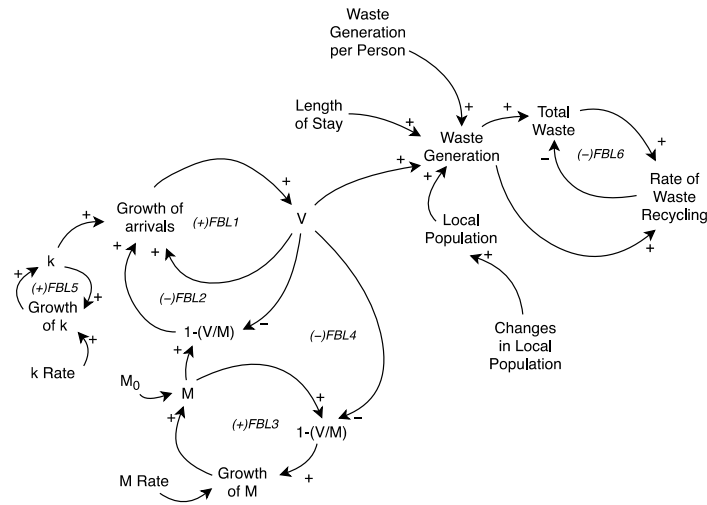 Waste
Generation
per Person
+
Length
of Stay
+
Waste
Generation
+
Total
Waste
+
–
(–)FBL6
Rate of
Waste
Recycling
+
+
+
Local
Population
+
Changes
in Local
Population
Growth of
arrivals
(+)FBL1
+
V
+
+
+
k
+
(+)FBL5
+
Growth
of k
+
k Rate
(–)FBL2
1-(V/M)
–
+
(–)FBL4
M0
M
+
(+)FBL3
+
1-(V/M)
–
+
Growth
of M
M Rate